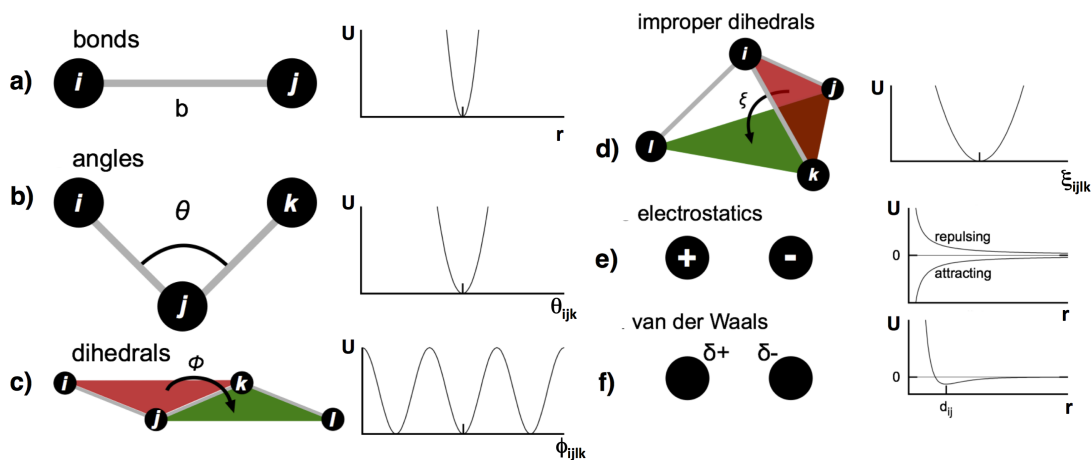 a)
bonds
i
j
b
U
r
b)
angles
i
θ
k
j
U
θijk
c)
dihedrals
i
Φ
k
j
l
U
ϕijlk
d)
improper dihedrals
i
j
ξ
l
k
U
ξijlk
e)
electrostatics
+
-
U
repulsing
0
attracting
r
f)
van der Waals
δ+
δ-
U
0
dij
r